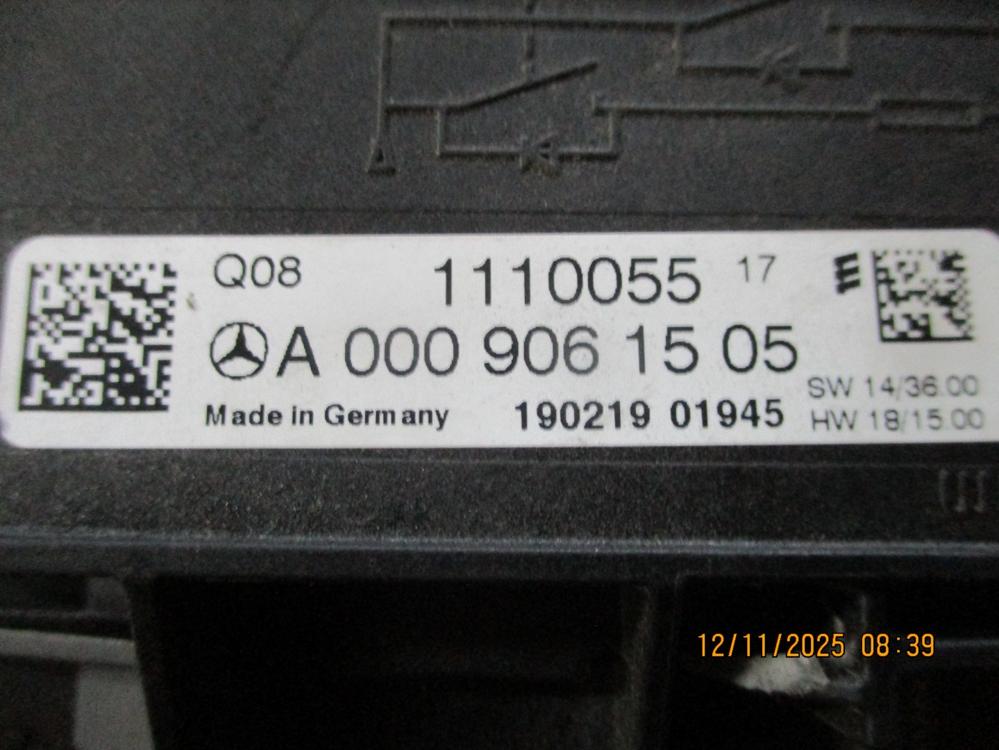 Q08 1110055 17
A 000 906 15 05
SW 14/36.00
Made in Germany 190219 01945 HW 18/15.00
12/11/2025 08:39